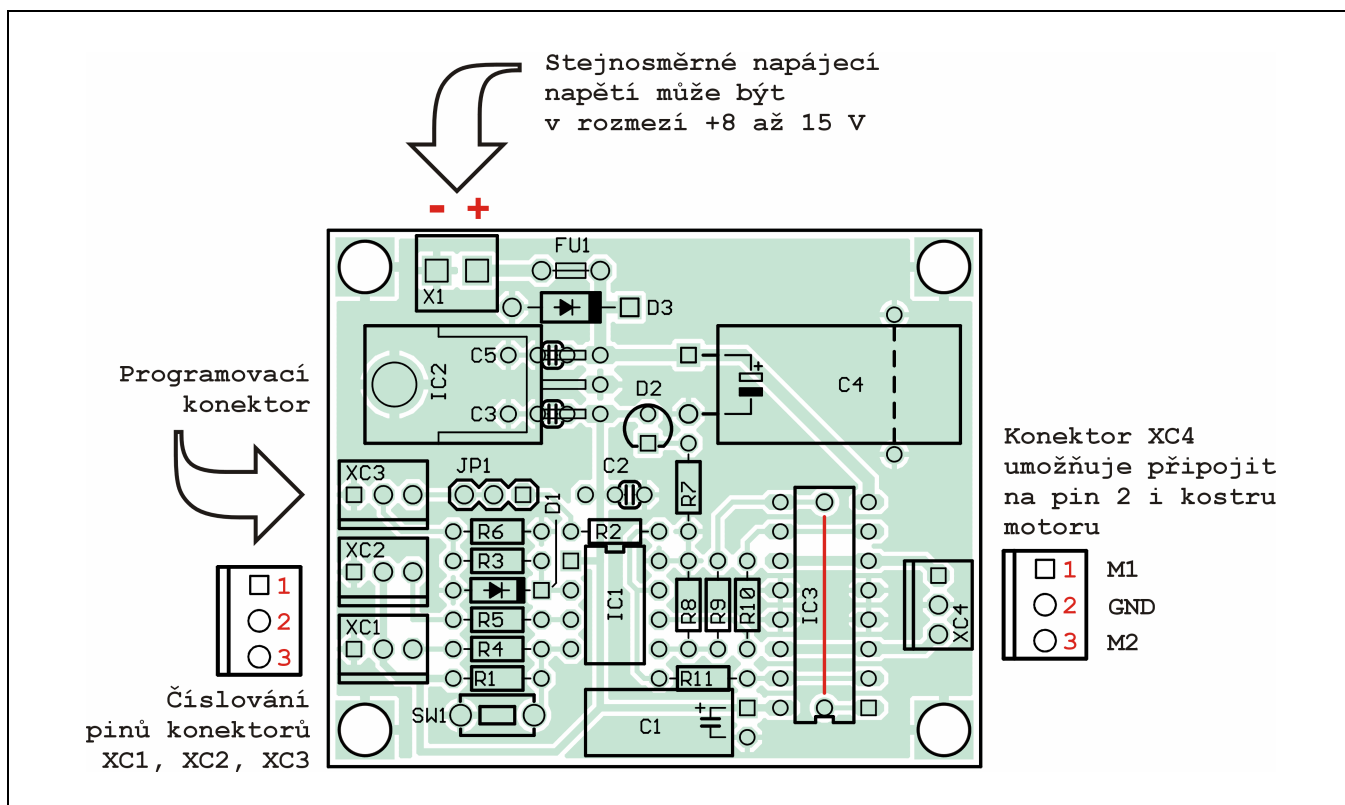 Stejnosměrné napájecí
napětí může být
v rozmezí +8 až 15 V
- +
FU1
X1
D3
Programovací
konektor
C5
IC2
C3
D2
C4
Konektor XC4
umožňuje připojit
na pin 2 i kostru
motoru
XC3
JP1
D1
C2
R7
R6
R2
XC2
R3
IC1
R8
R9
R10
IC3
XC4
1 M1
2 GND
3 M2
1
2
3
XC1
R5
R4
R1
R11
SW1
C1
+
+
Číslování
pinů konektorů
XC1, XC2, XC3